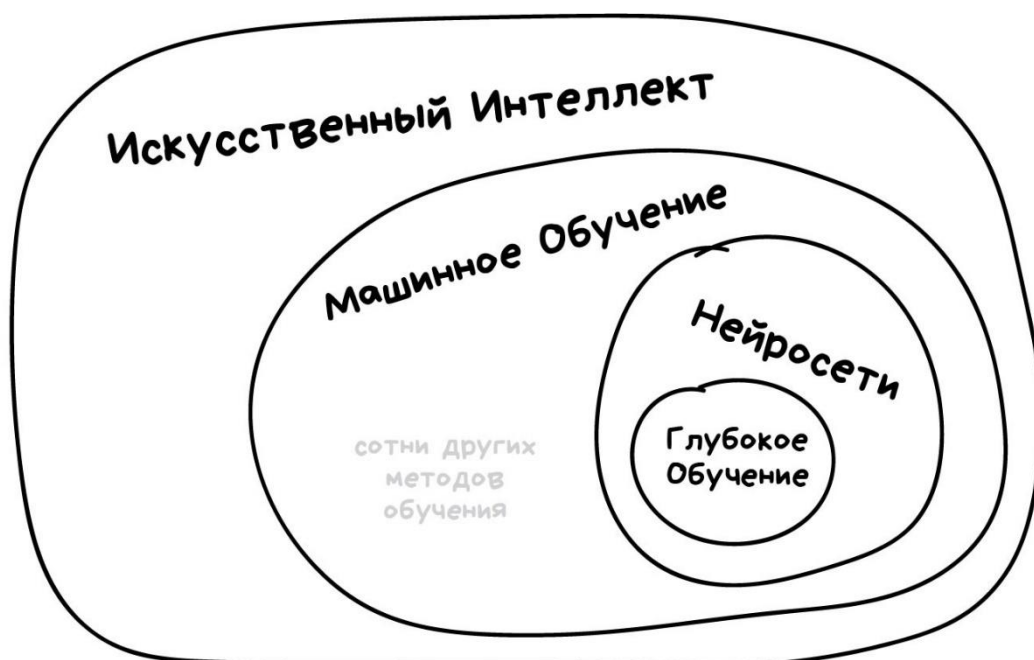 Искусственный Интеллект
Машинное Обучение
Нейросети
Глубокое
Обучение
сотни других
методов
обучения